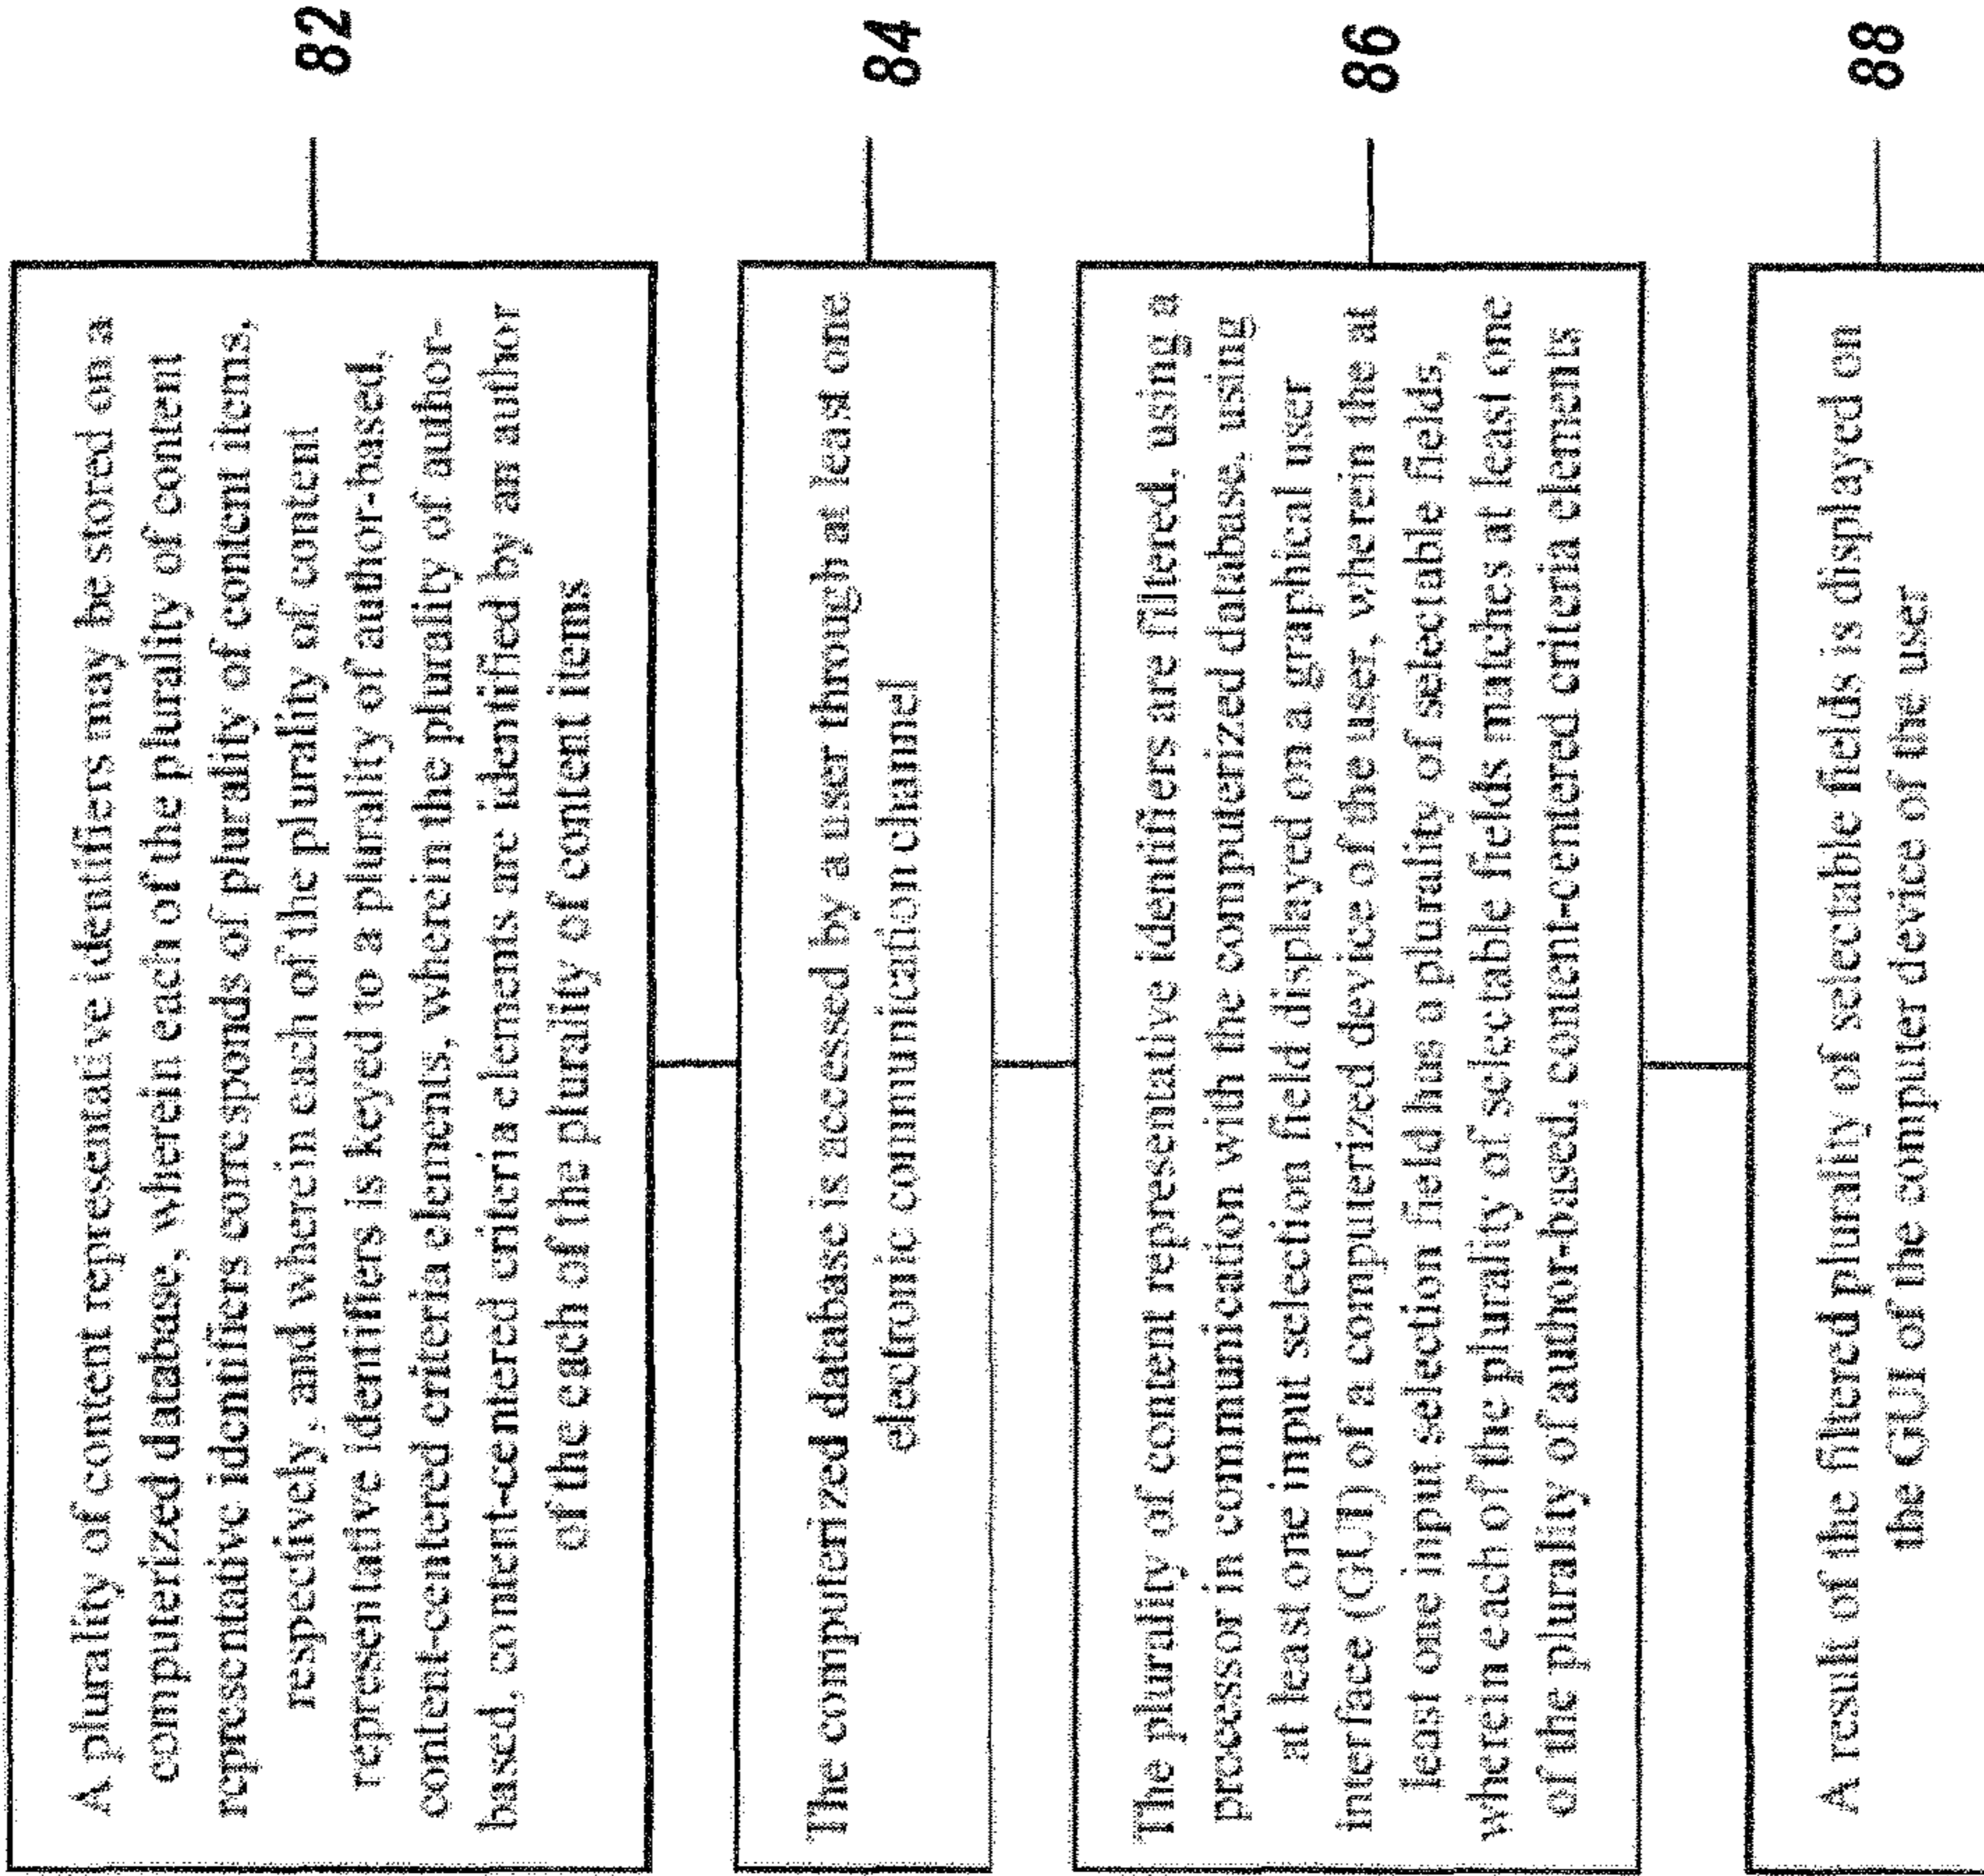 A plurality of content representative identifiers may be stored on a
computerized database, wherein each of the plurality of content
representative identifiers corresponds of plurality of content items,
respectively, and wherein each of the plurality of content
representative identifiers is keyed to a plurality of author-based,
content-centered criteria elements, wherein the plurality of author-
based, content-centered criteria elements are identified by an author
of the each of the plurality of content items
82
The computerized database is accessed by a user through at least one
electronic communication channel
84
The plurality of content representative identifiers are filtered, using a
processor in communication with the computerized database, using
at least one input selection field displayed on a graphical user
interface (GUI) of a computerized device of the user, wherein the at
least one input selection field has a plurality of selectable fields,
wherein each of the plurality of selectable fields matches at least one
of the plurality of author-based, content-centered criteria elements
86
A result of the filtered plurality of selectable fields is displayed on
the GUI of the computer device of the user
88